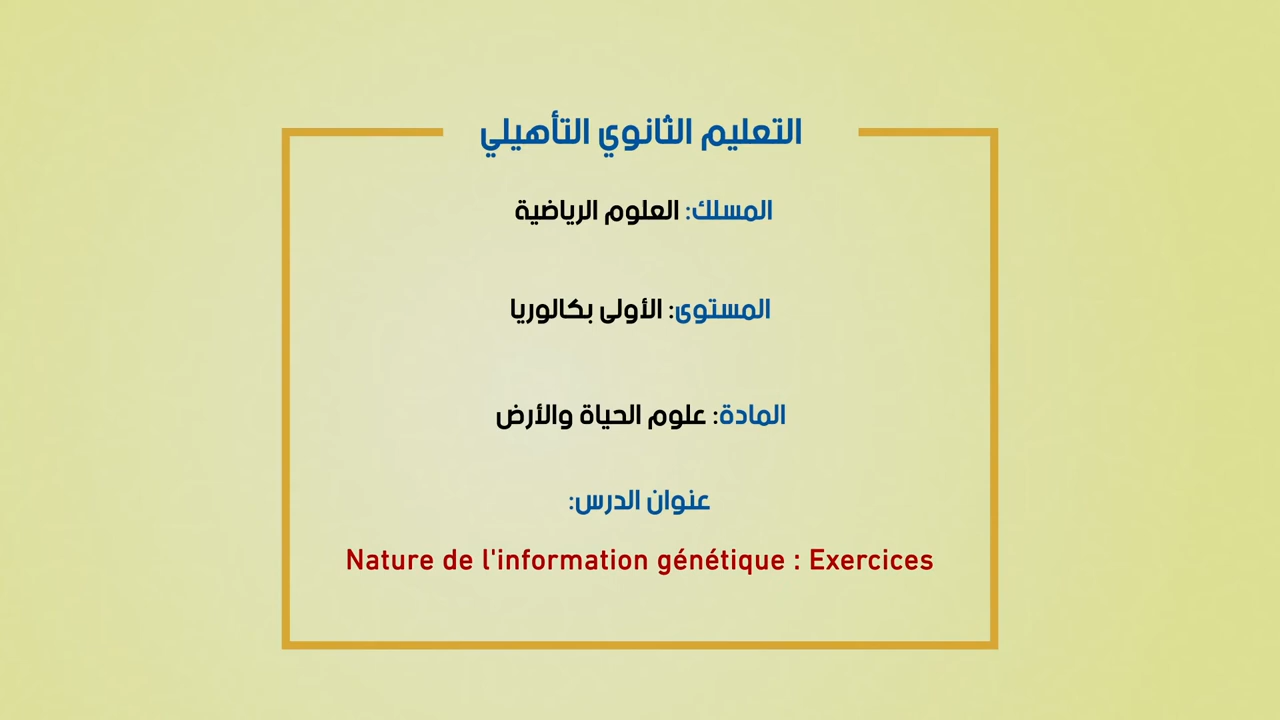 التعليم الثانوي التأهيلي
المسلك: العلوم الرياضية
المستوى: الأولى بكالوريا
المادة: علوم الحياة والأرض
عنوان الدرس:
Nature de l'information génétique : Exercices